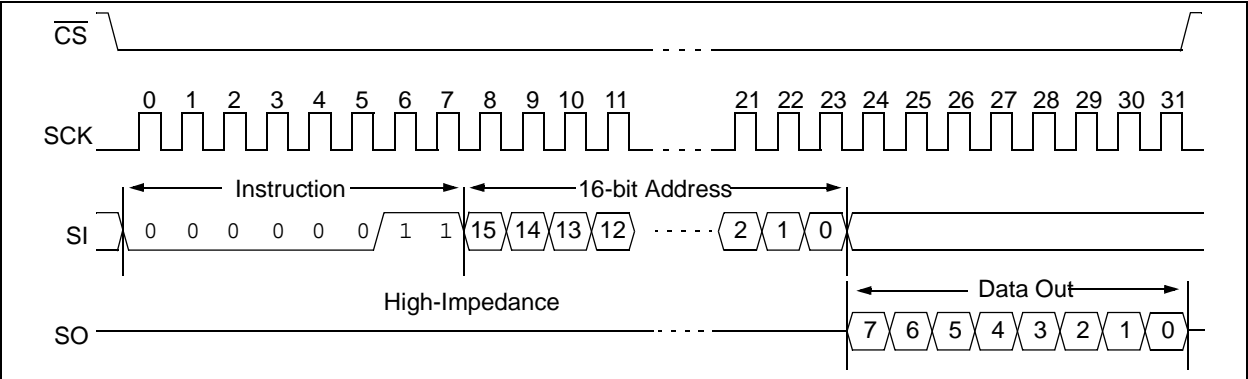 CS
0 1 2 3 4 5 6 7 8 9 10 11 21 22 23 24 25 26 27 28 29 30 31
SCK
Instruction 16-bit Address
SI 0 0 0 0 0 0 1 1 15 14 13 12 2 1 0
Data Out
High-Impedance
SO 7 6 5 4 3 2 1 0